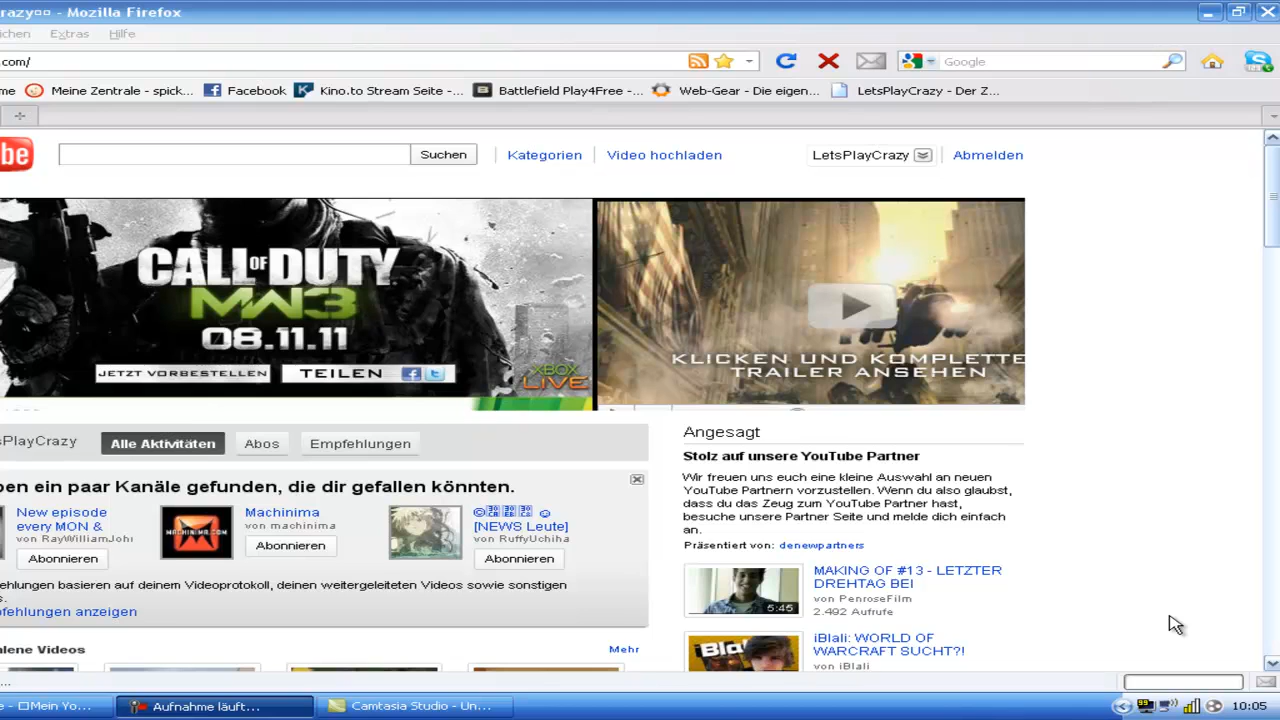 razy¤¤ - Mozilla Firefox
ichen Extras Hilfe
.com/ Google
me Meine Zentrale - spick... Facebook Kino.to Stream Seite -... Battlefield Play4Free -... Web-Gear - Die eigen... LetsPlayCrazy - Der Z...
be Suchen Kategorien Video hochladen LetsPlayCrazy Abmelden
CALL OF DUTY
MW3
08.11.11
JETZT VORBESTELLEN TEILEN
XBOX
LIVE
KLICKEN UND KOMPLETTE
TRAILER ANSEHEN
sPlayCrazy Alle Aktivitäten Abos Empfehlungen
ben ein paar Kanäle gefunden, die dir gefallen könnten.
New episode
every MON &
von RayWilliamJohn
Abonnieren
MACHINIMA.COM
Machinima
von machinima
Abonnieren
[NEWS Leute]
von RuffyUchiha
Abonnieren
ehlungen basieren auf deinem Videoprotokoll, deinen weitergeleiteten Videos sowie sonstigen
s.
fehlungen anzeigen
hlene Videos Mehr
Angesagt
Stolz auf unsere YouTube Partner
Wir freuen uns euch eine kleine Auswahl an neuen
YouTube Partnern vorzustellen. Wenn du also glaubst,
dass du das Zeug zum YouTube Partner hast,
besuche unsere Partner Seite und melde dich einfach
an.
Präsentiert von: denewpartners
5:45
MAKING OF #13 - LETZTER
DREHTAG BEI
von PenroseFilm
2.492 Aufrufe
iBlali: WORLD OF
WARCRAFT SUCHT?!
von iBlali
...
e - Mein Yo... Aufnahme läuft... Camtasia Studio - Un... 99 10:05